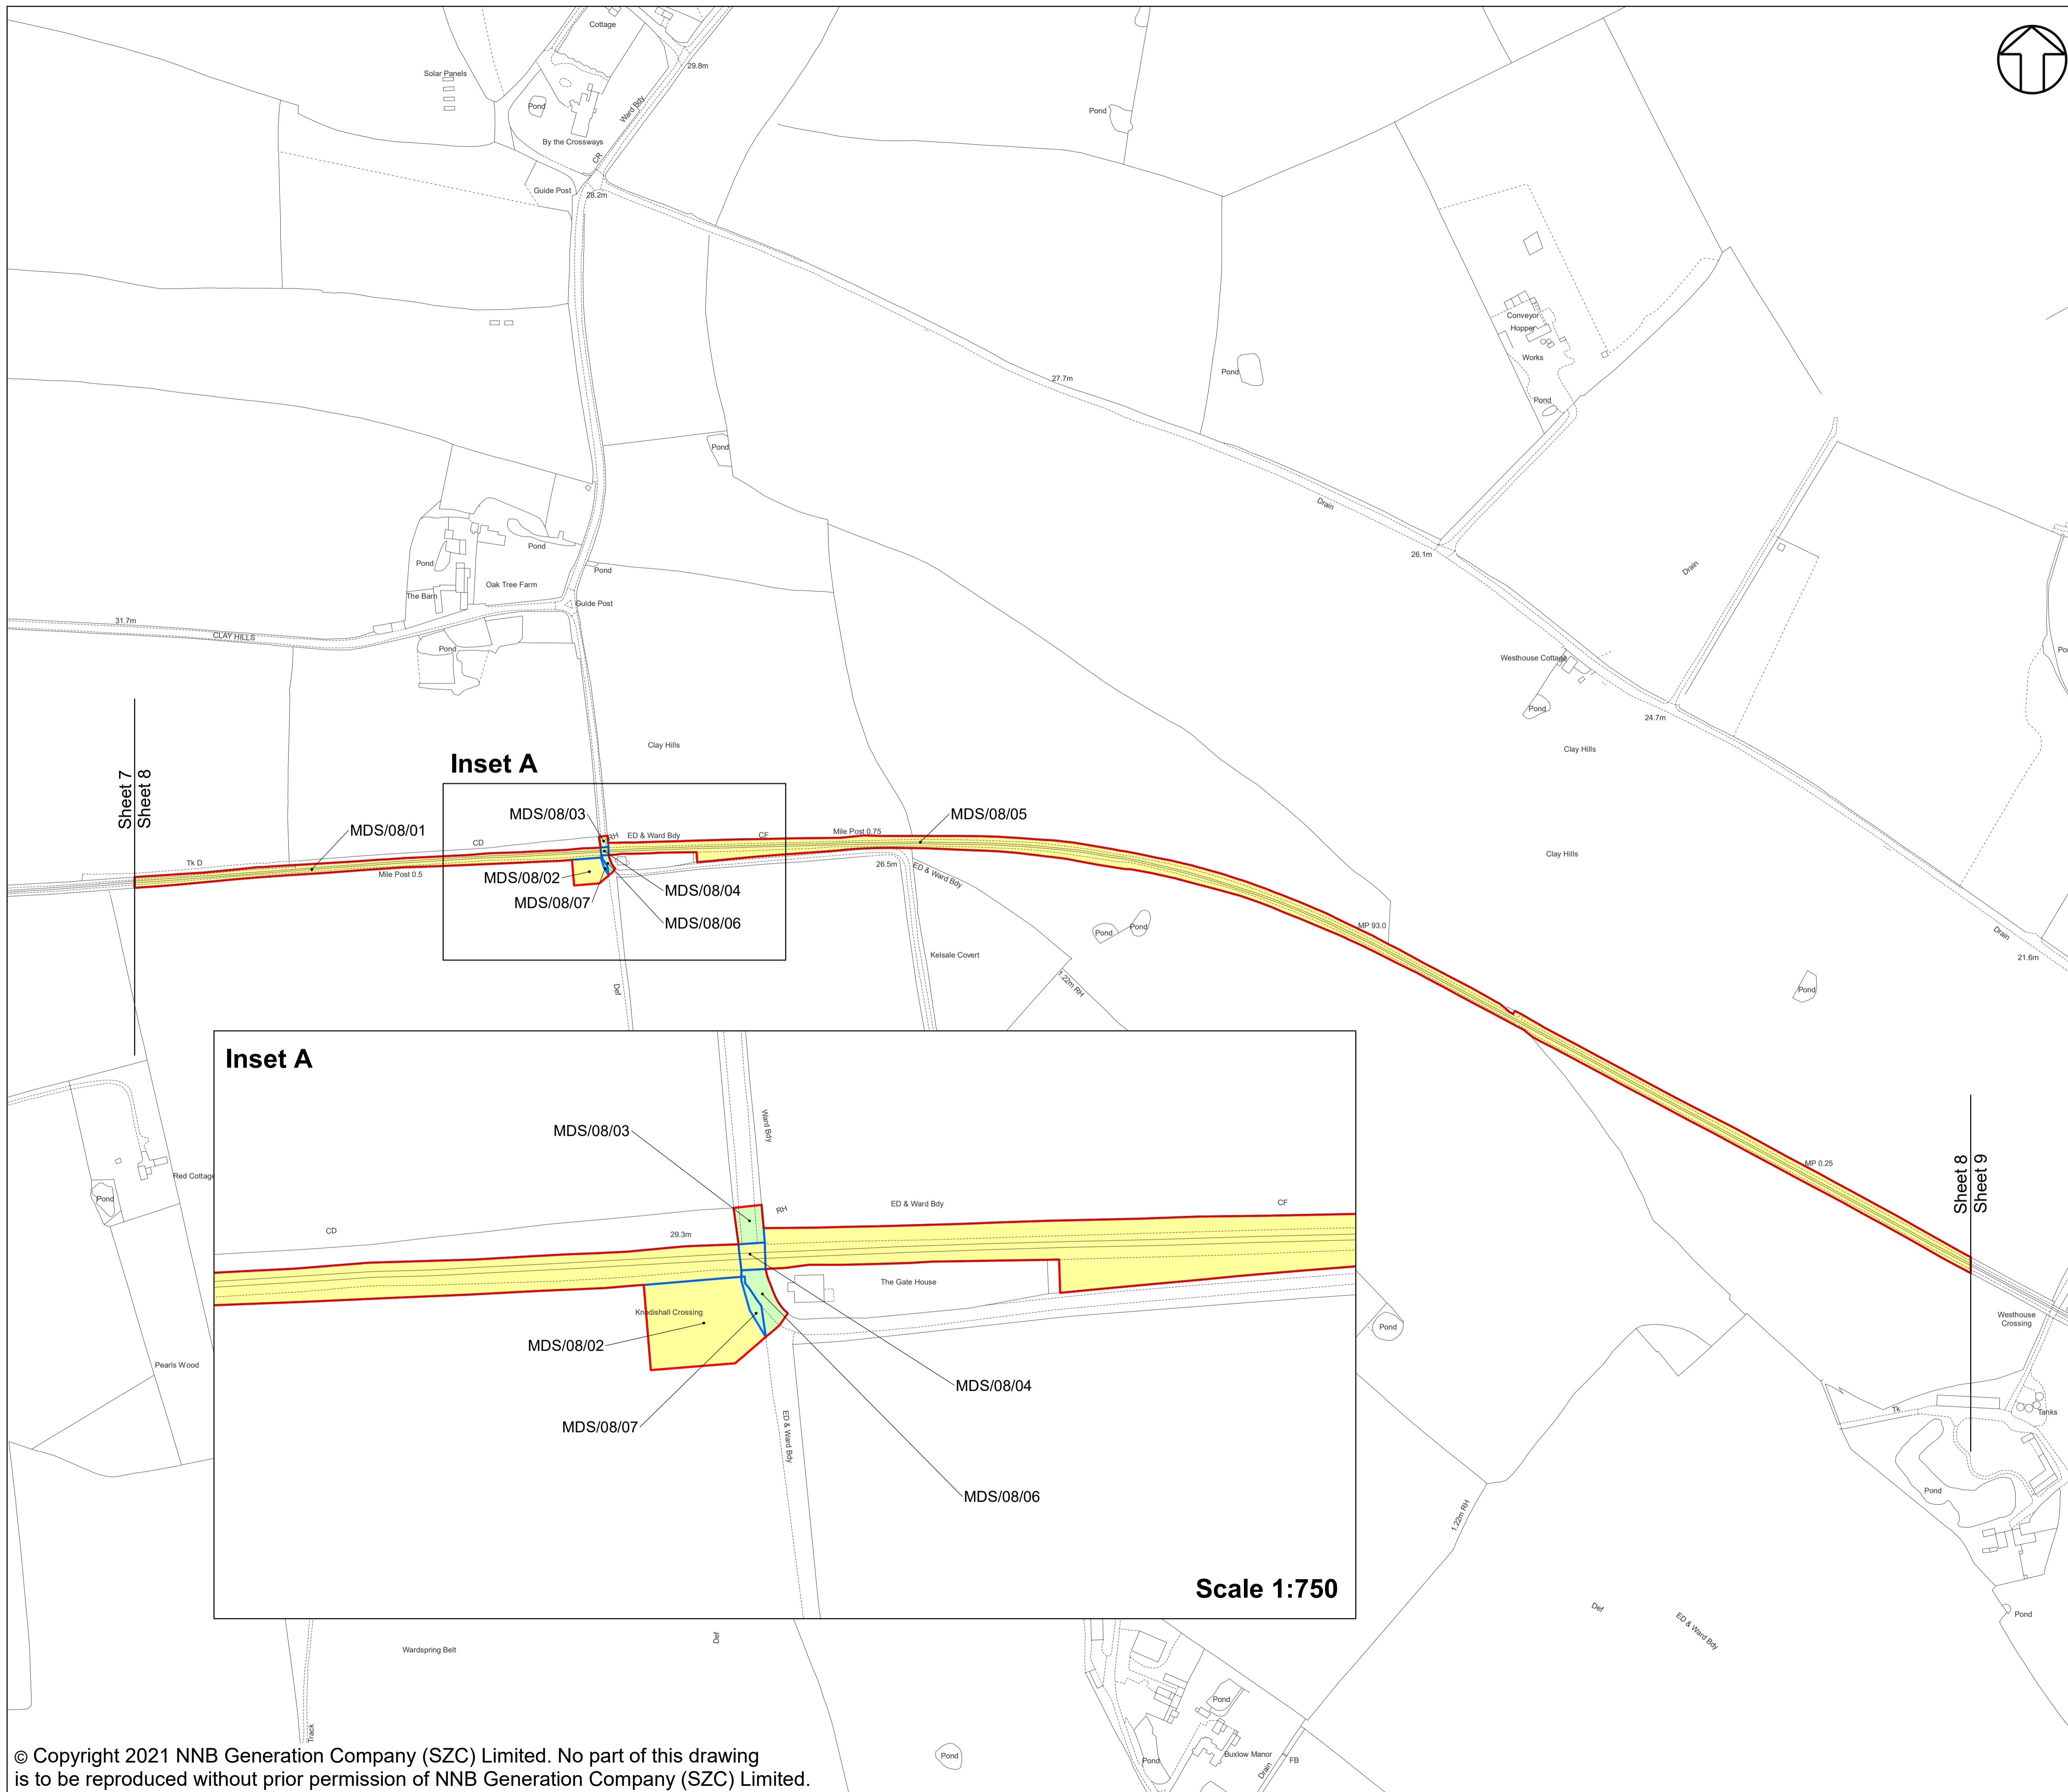 Cottage
Solar Panels
29.8m
Pond
Ward Bdy
Pond
By the Crossways
CR
Guide Post
28.2m
Conveyor
Hopper
Works
27.7m
Pond
Pond
Pond
Drain
Pond
Pond
26.1m
Drain
Pond
Oak Tree Farm
The Barn
Guide Post
31.7m
CLAY HILLS
Pond
Westhouse Cottage
Pond
24.7m
Clay Hills
Clay Hills
Inset A
Sheet 7
Sheet 8
MDS/08/03
MDS/08/05
MDS/08/01
CD
RH
ED & Ward Bdy
CF
Mile Post 0.75
Tk D
Mile Post 0.5
MDS/08/02
MDS/08/04
MDS/08/07
MDS/08/06
26.5m
ED & Ward Bdy
Clay Hills
MP 93.0
Pond
Pond
Drain
21.6m
Kelsale Covert
Def
1.22m RH
Pond
Inset A
MDS/08/03
Ward Bdy
Red Cottage
Pond
MP 0.25
Sheet 8
Sheet 9
RH
ED & Ward Bdy
CF
CD
29.3m
The Gate House
Knodishall Crossing
MDS/08/02
MDS/08/04
MDS/08/07
ED & Ward Bdy
MDS/08/06
Scale 1:750
Pond
Westhouse
Crossing
Pearls Wood
Tk
Tanks
Pond
1.22m RH
Def
ED & Ward Bdy
Pond
Wardspring Belt
Def
Track
Pond
Pond
Pond
Buxlow Manor
Drain
FB
© Copyright 2021 NNB Generation Company (SZC) Limited. No part of this drawing
is to be reproduced without prior permission of NNB Generation Company (SZC) Limited.